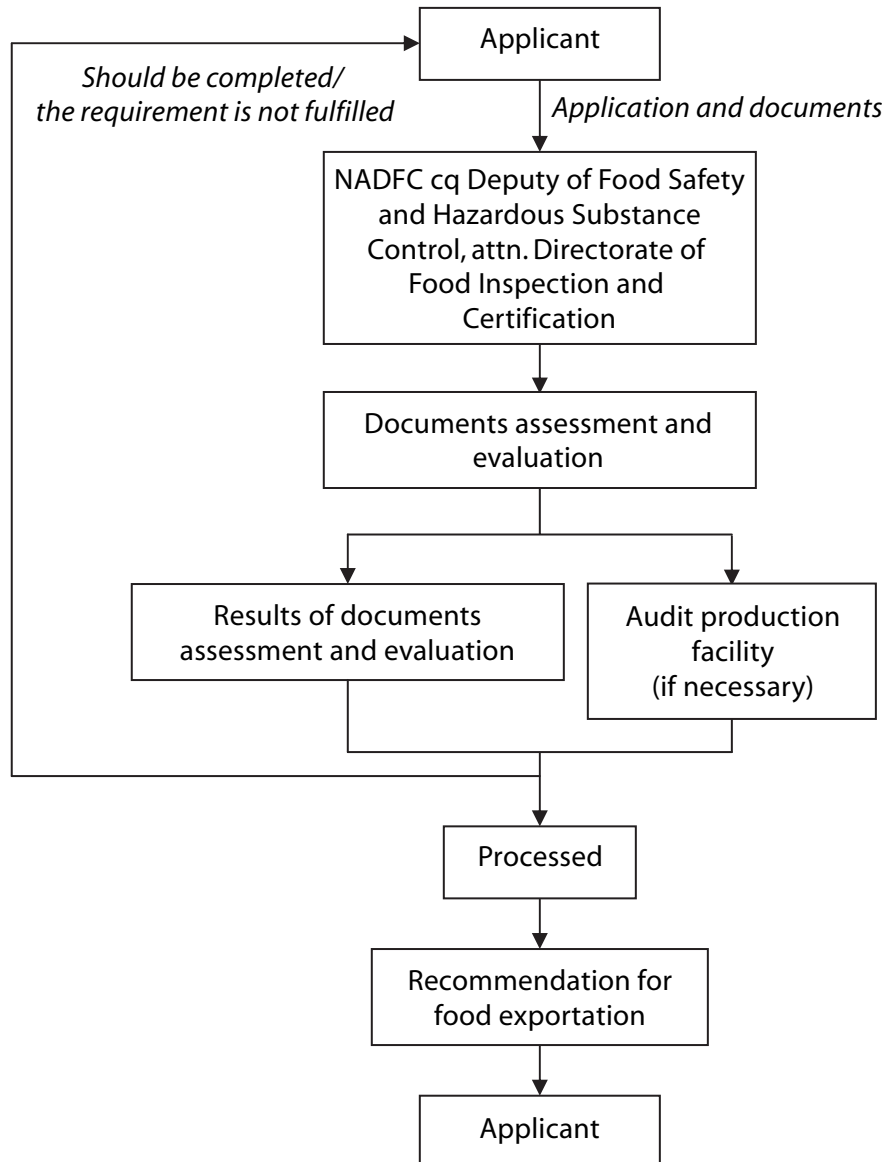 Applicant
Should be completed/
the requirement is not fulfilled
Application and documents
NADFC cq Deputy of Food Safety
and Hazardous Substance
Control, attn. Directorate of
Food Inspection and
Certification
Documents assessment and
evaluation
Results of documents
assessment and evaluation
Audit production
facility
(if necessary)
Processed
Recommendation for
food exportation
Applicant